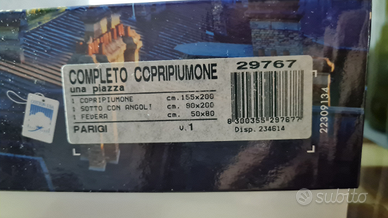 COMPLETO COPRIPIUMONE
una piazza
1 COPRIPIUMONE cm. 155x200
1 SOTTO CON ANGOLI cm. 90x200
1 FEDERA cm. 50x80
PARIGI v.1
29767
8 300355 297677
Disp. 234614
22309134
subito